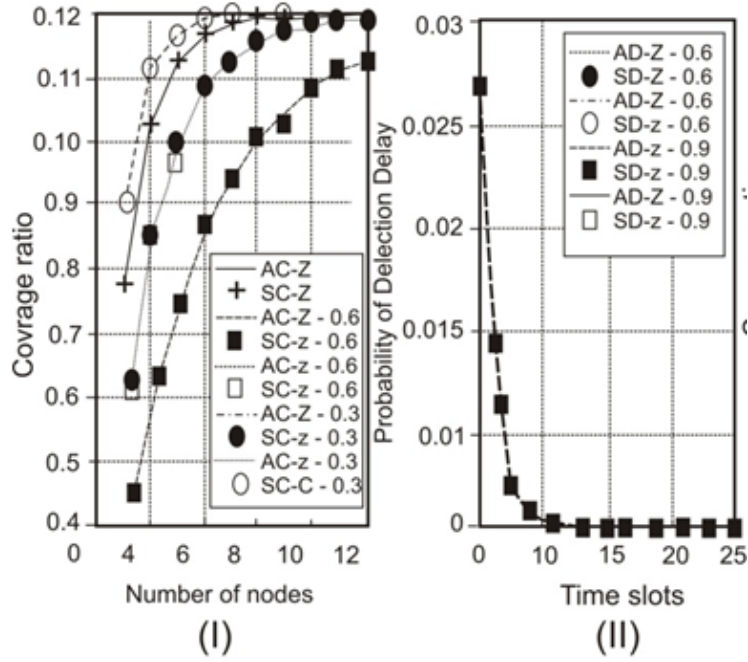 0.12
0.11
0.10
0.9
0.8
0.7
0.6
0.5
0.4
0 4 6 8 10 12
Covrage ratio
Number of nodes
AC-Z
SC-Z
AC-Z - 0.6
SC-z - 0.6
AC-z - 0.6
SC-z - 0.6
AC-Z - 0.3
SC-z - 0.3
AC-z - 0.3
SC-C - 0.3
(I)
0.03
0.025
0.02
0.015
0.01
0
0 5 10 15 20 25
Probability of Delection Delay
Time slots
AD-Z - 0.6
SD-Z - 0.6
AD-Z - 0.6
SD-z - 0.6
AD-z - 0.9
SD-z - 0.9
AD-Z - 0.9
SD-z - 0.9
(II)